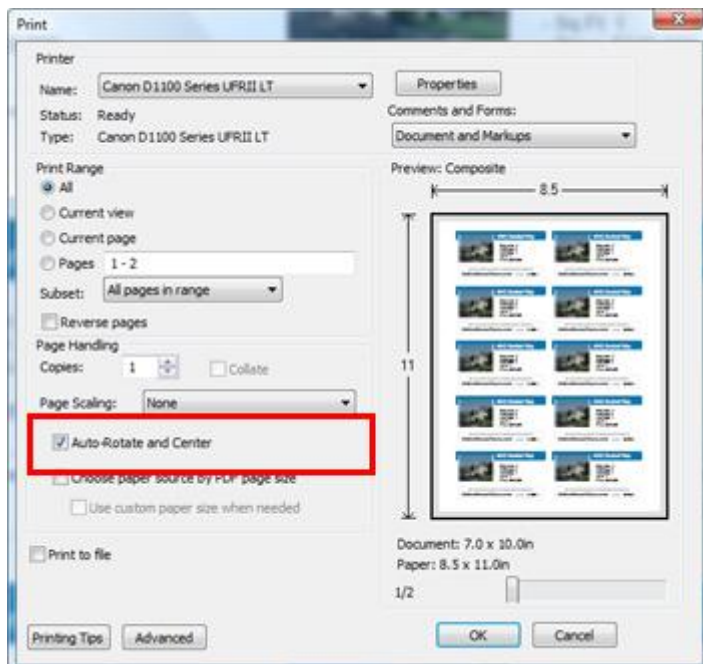 Print
Printer
Name: Canon D1100 Series UFRII LT
Properties
Status: Ready
Comments and Forms:
Type: Canon D1100 Series UFRII LT
Document and Markups
Print Range
All
Current view
Current page
Pages 1 - 2
Subset: All pages in range
Reverse pages
Page Handling
Copies: 1 Collate
Page Scaling: None
Auto-Rotate and Center
Choose paper source by PDF page size
Use custom paper size when needed
Print to file
Preview: Composite
8.5
11
Document: 7.0 x 10.0in
Paper: 8.5 x 11.0in
1/2
Printing Tips Advanced OK Cancel